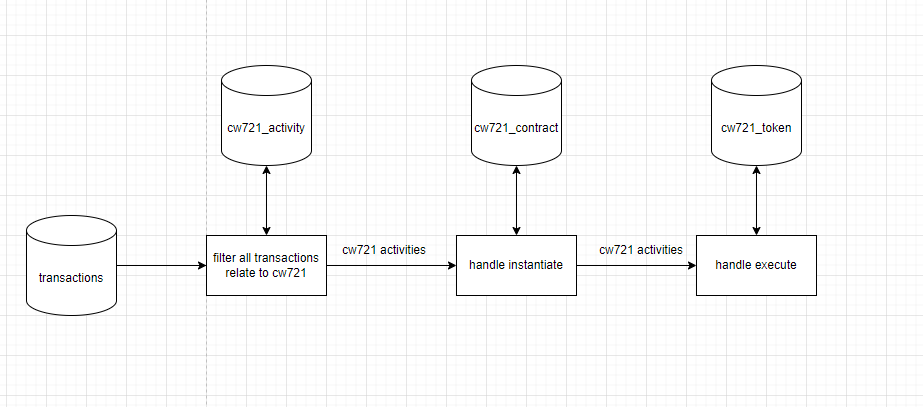 cw721_activity
cw721_contract
cw721_token
transactions
filter all transactions
relate to cw721
cw721 activities
handle instantiate
cw721 activities
handle execute